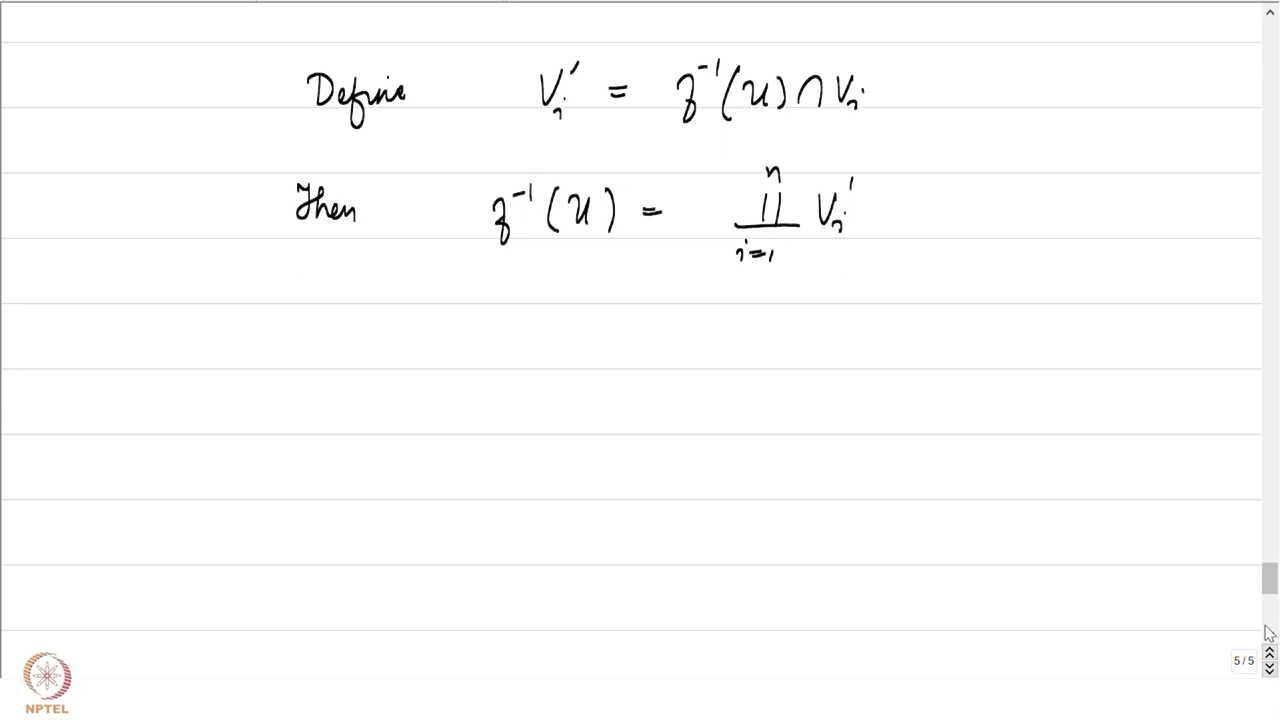 Define V_i' = q^{-1}(U) ∩ V_i
Then q^{-1}(U) = ∐_{i=1}^{n} V_i'
5 / 5
NPTEL